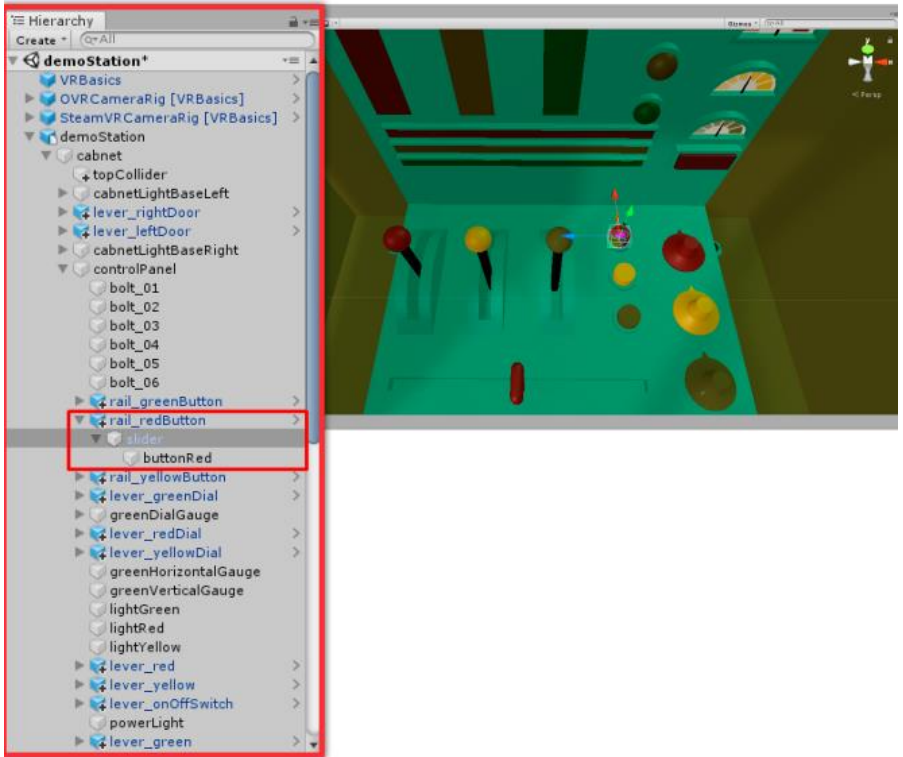 Hierarchy
Create
All
demoStation*
VRBasics
OVRCameraRig [VRBasics]
SteamVRCameraRig [VRBasics]
demoStation
cabnet
topCollider
cabnetLightBaseLeft
lever_rightDoor
lever_leftDoor
cabnetLightBaseRight
controlPanel
bolt_01
bolt_02
bolt_03
bolt_04
bolt_05
bolt_06
rail_greenButton
rail_redButton
slider
buttonRed
rail_yellowButton
lever_greenDial
greenDialGauge
lever_redDial
lever_yellowDial
greenHorizontalGauge
greenVerticalGauge
lightGreen
lightRed
lightYellow
lever_red
lever_yellow
lever_onOffSwitch
powerLight
lever_green
Gizmos
All
y
< Persp